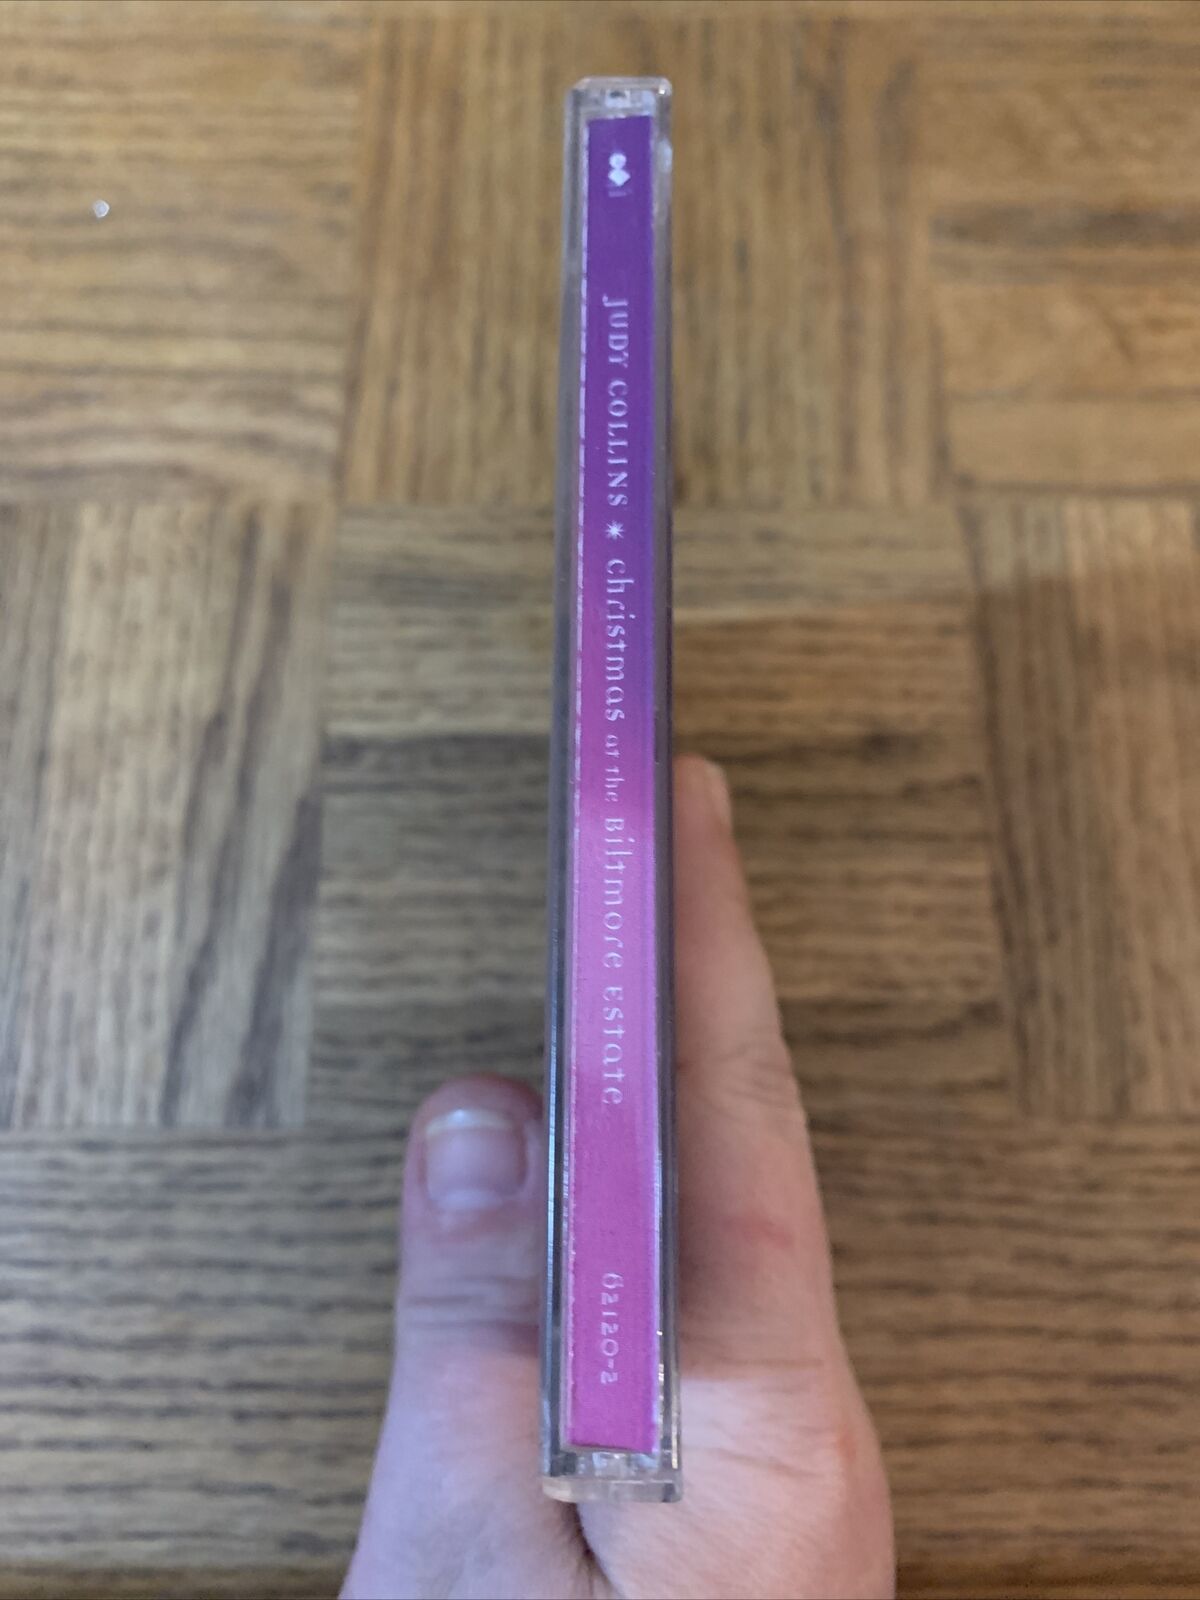 JUDY COLLINS * Christmas at the Biltmore Estate
62120-2